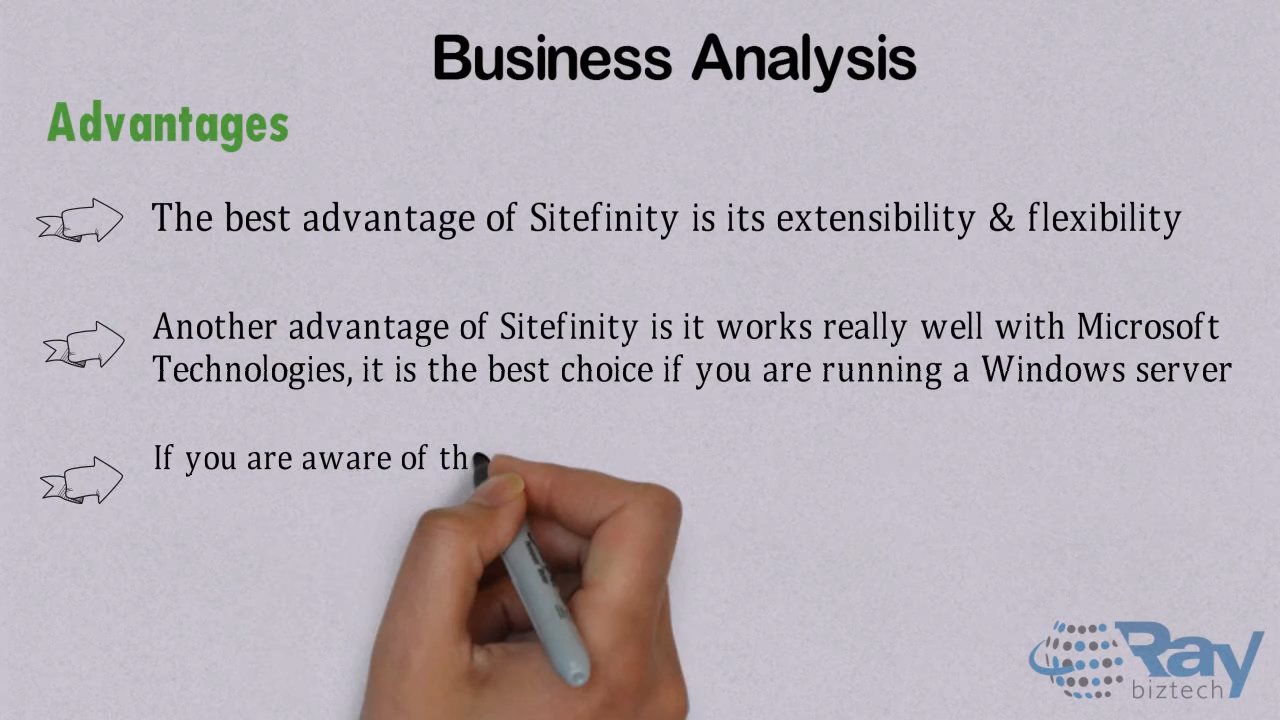 Business Analysis
Advantages
The best advantage of Sitefinity is its extensibility & flexibility
Another advantage of Sitefinity is it works really well with Microsoft
Technologies, it is the best choice if you are running a Windows server
If you are aware of th
Ray
biztech